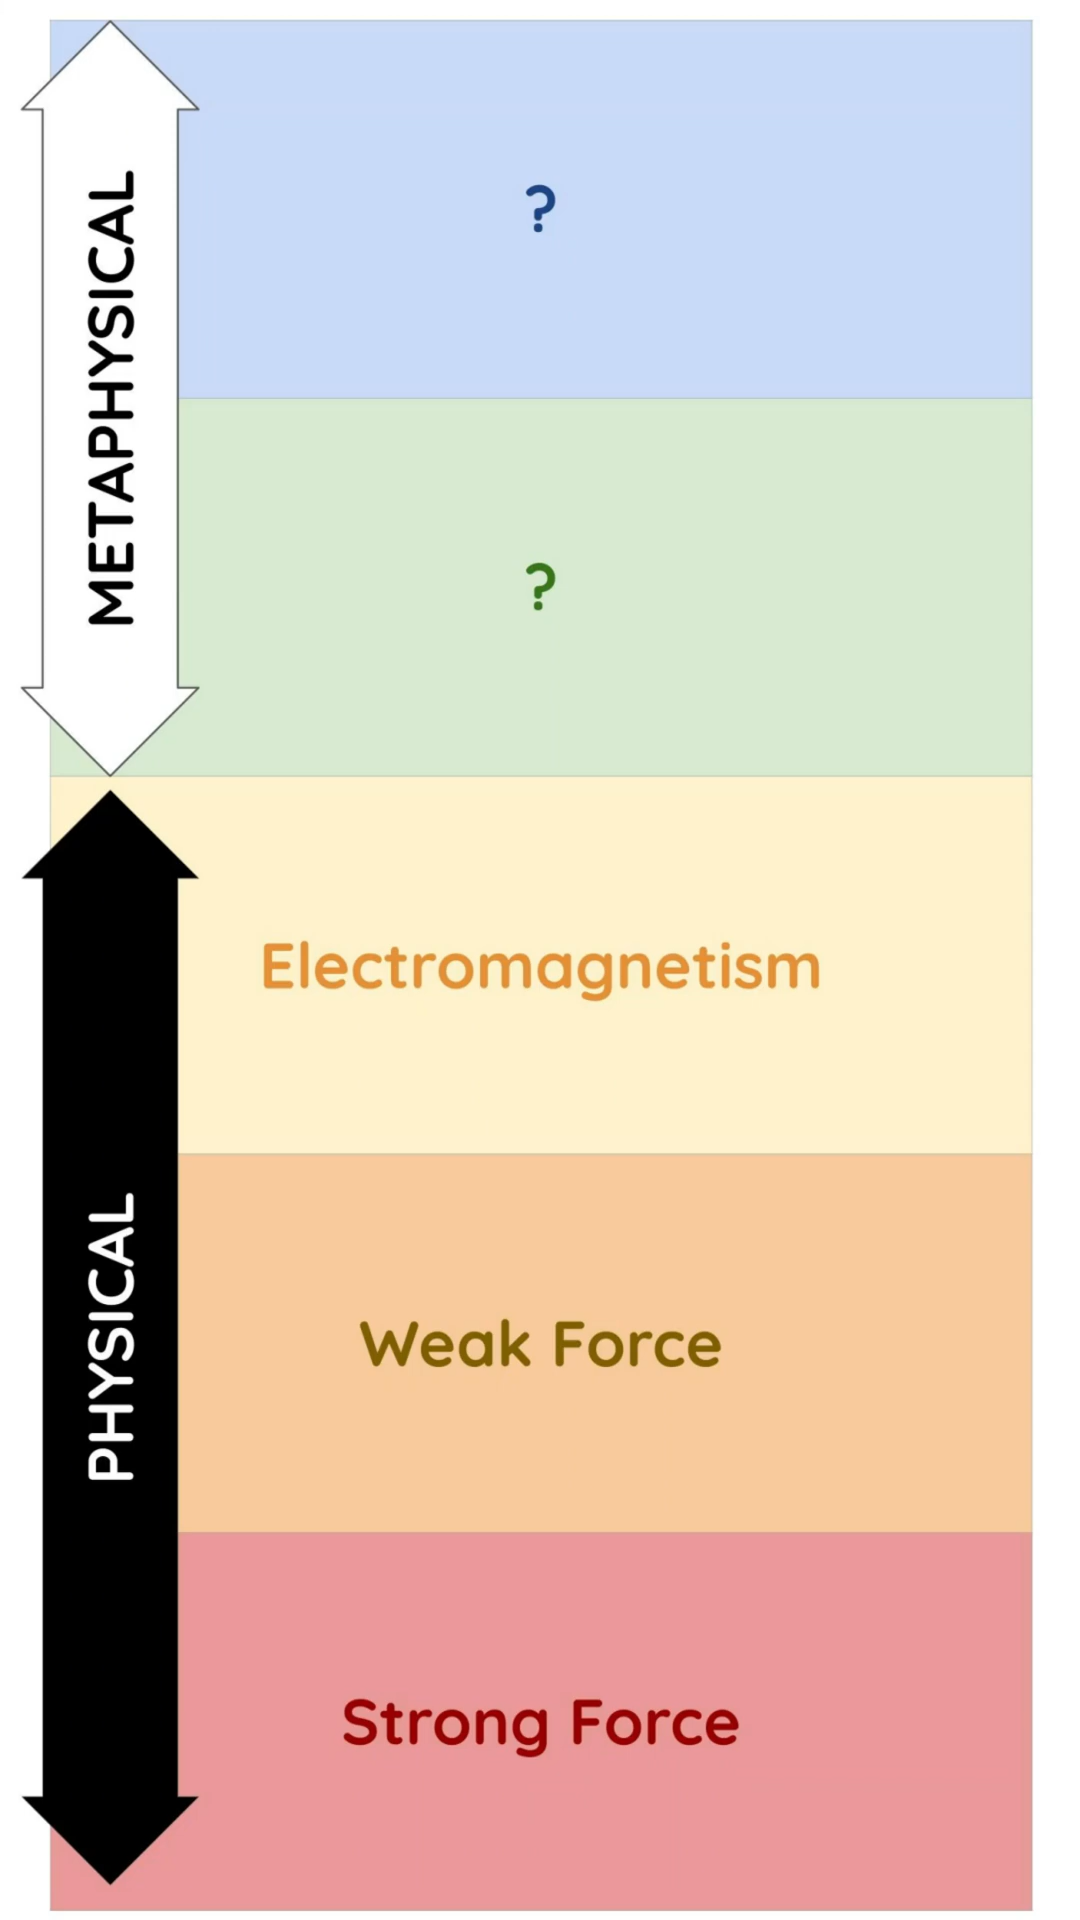 METAPHYSICAL
?
?
PHYSICAL
Electromagnetism
Weak Force
Strong Force